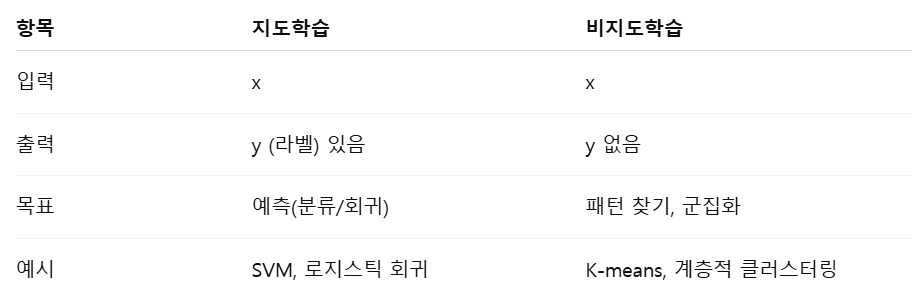 항목 지도학습 비지도학습
입력 x x
출력 y (라벨) 있음 y 없음
목표 예측(분류/회귀) 패턴 찾기, 군집화
예시 SVM, 로지스틱 회귀 K-means, 계층적 클러스터링